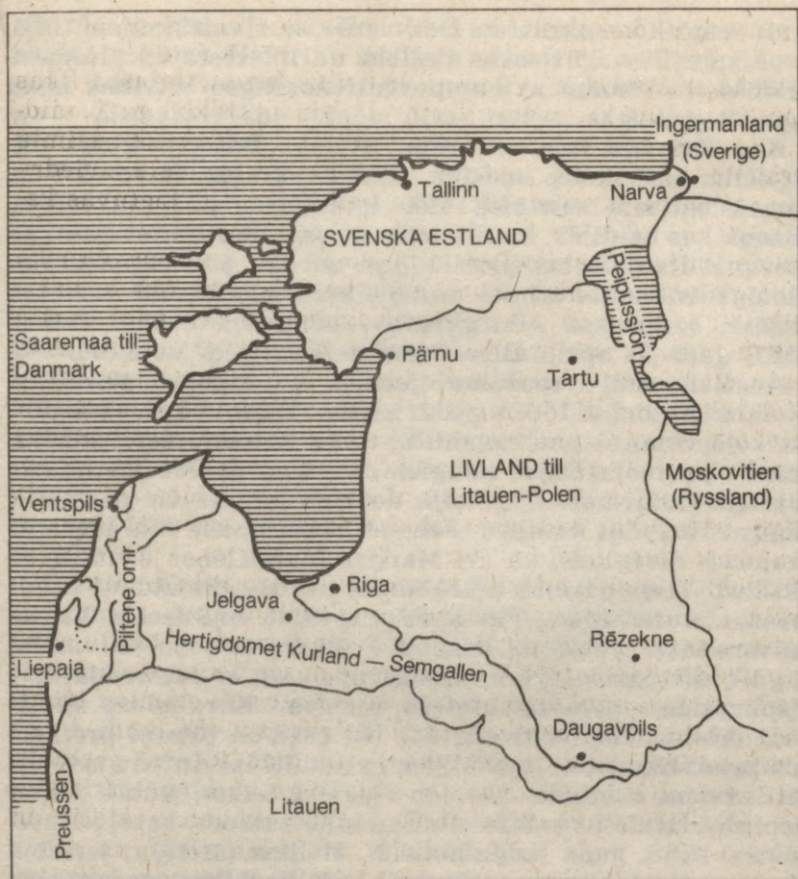 Ingermanland
(Sverige)
Tallinn
Narva
SVENSKA ESTLAND
Peipussjön
Saaremaa till
Danmark
Pärnu
Tartu
LIVLAND till
Litauen-Polen
Moskovitien
(Ryssland)
Ventspils
Piltene omr.
Riga
Jelgava
Hertigdömet Kurland – Semgallen
Rēzekne
Liepaja
Daugavpils
Litauen
Preussen